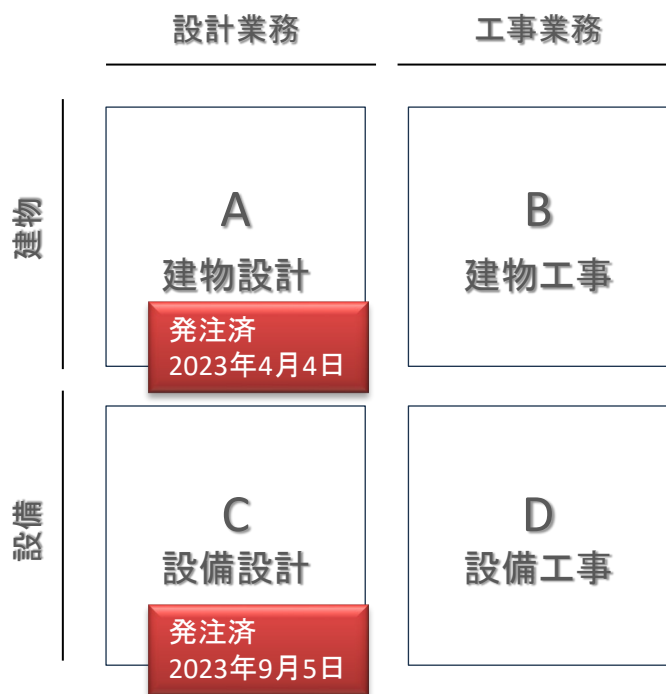 設計業務
工事業務
建物
A
建物設計
発注済
2023年4月4日
B
建物工事
設備
C
設備設計
発注済
2023年9月5日
D
設備工事